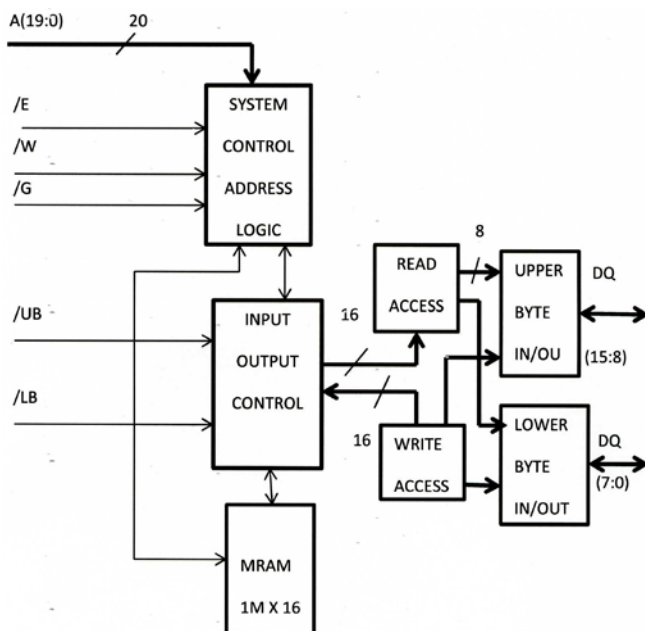 A(19:0)
20
/E
/W
/G
SYSTEM
CONTROL
ADDRESS
LOGIC
/UB
/LB
INPUT
OUTPUT
CONTROL
16
16
READ
ACCESS
8
WRITE
ACCESS
UPPER
BYTE
IN/OU
DQ
(15:8)
LOWER
BYTE
IN/OUT
DQ
(7:0)
MRAM
1M X 16